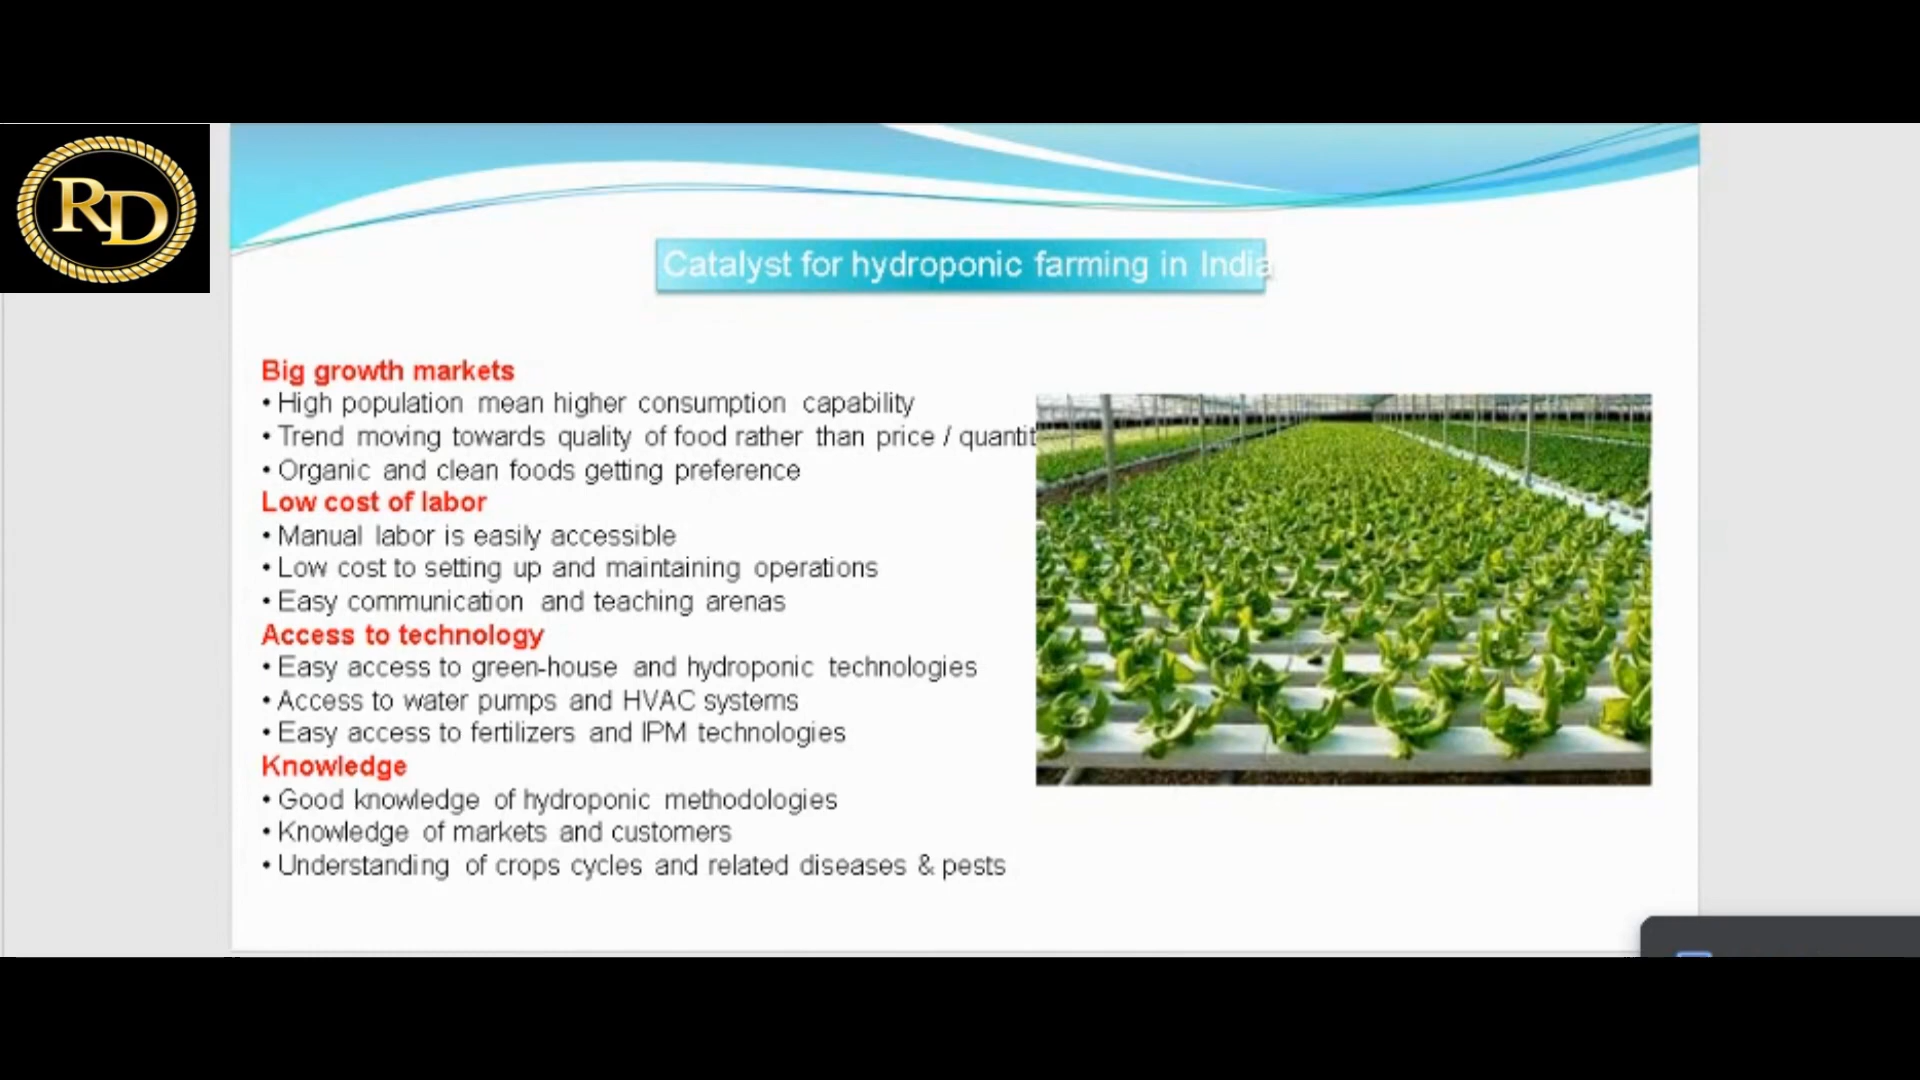 RD
Catalyst for hydroponic farming in India
Big growth markets
• High population mean higher consumption capability
• Trend moving towards quality of food rather than price / quantit
• Organic and clean foods getting preference
Low cost of labor
• Manual labor is easily accessible
• Low cost to setting up and maintaining operations
• Easy communication and teaching arenas
Access to technology
• Easy access to green-house and hydroponic technologies
• Access to water pumps and HVAC systems
• Easy access to fertilizers and IPM technologies
Knowledge
• Good knowledge of hydroponic methodologies
• Knowledge of markets and customers
• Understanding of crops cycles and related diseases & pests